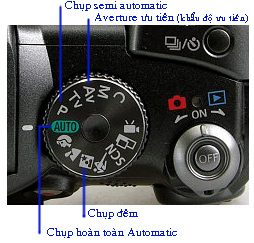 Chụp semi automatic
Averture ưu tiên (khẩu độ ưu tiên)
C
M
AV
TV
P
AUTO
SCN
ON
OFF
Chụp đêm
Chụp hoàn toàn Automatic